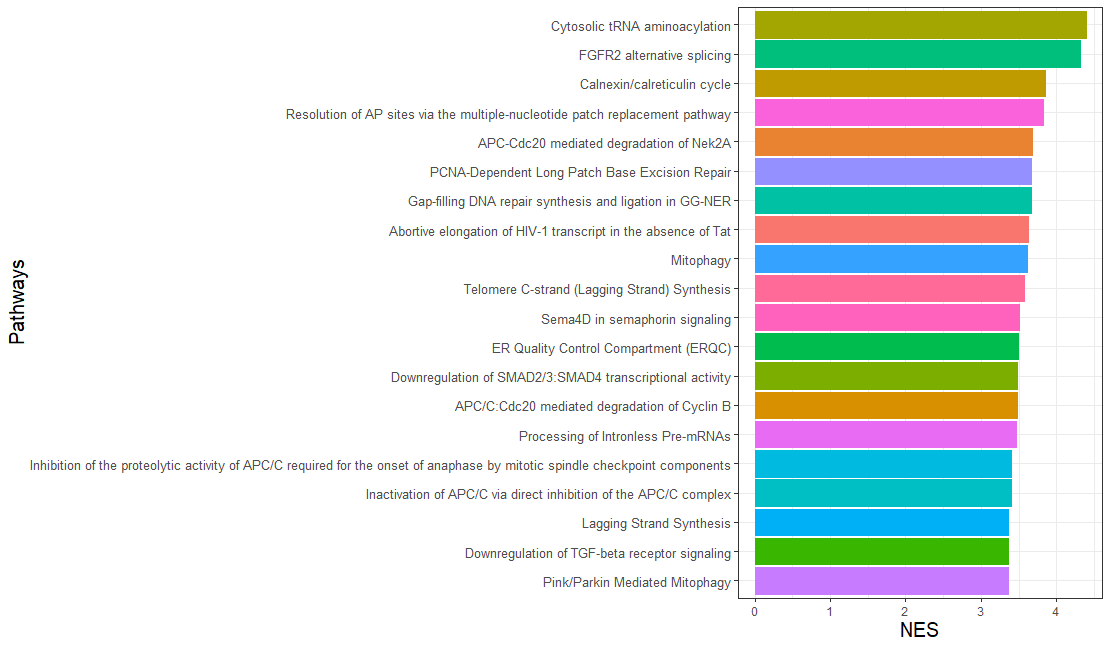 Cytosolic tRNA aminoacylation
FGFR2 alternative splicing
Calnexin/calreticulin cycle
Resolution of AP sites via the multiple-nucleotide patch replacement pathway
APC-Cdc20 mediated degradation of Nek2A
PCNA-Dependent Long Patch Base Excision Repair
Gap-filling DNA repair synthesis and ligation in GG-NER
Abortive elongation of HIV-1 transcript in the absence of Tat
Mitophagy
Telomere C-strand (Lagging Strand) Synthesis
Sema4D in semaphorin signaling
ER Quality Control Compartment (ERQC)
Downregulation of SMAD2/3:SMAD4 transcriptional activity
APC/C:Cdc20 mediated degradation of Cyclin B
Processing of Intronless Pre-mRNAs
Inhibition of the proteolytic activity of APC/C required for the onset of anaphase by mitotic spindle checkpoint components
Inactivation of APC/C via direct inhibition of the APC/C complex
Lagging Strand Synthesis
Downregulation of TGF-beta receptor signaling
Pink/Parkin Mediated Mitophagy
Pathways
0 1 2 3 4
NES